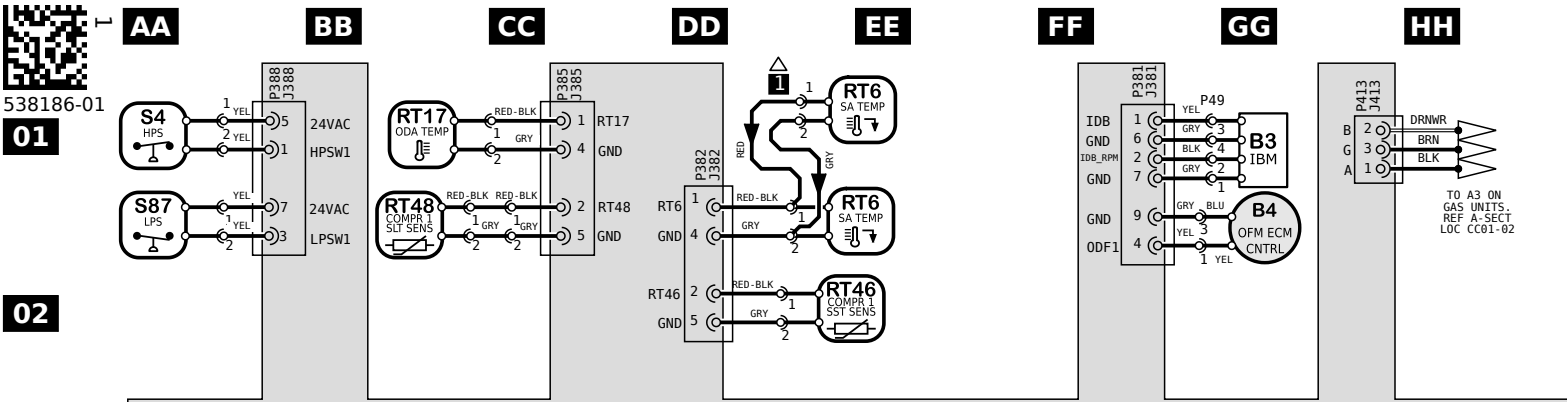 1
538186-01
AA
BB
CC
DD
EE
FF
GG
HH
01
02
S4
HPS
1
YEL
2
YEL
P388
J388
5
24VAC
1
HPSW1
S87
LPS
YEL
1
YEL
2
7
24VAC
3
LPSW1
RT17
ODA TEMP
RED-BLK
1
GRY
2
P385
J385
1
RT17
4
GND
RT48
COMPR 1
SLT SENS
RED-BLK
RED-BLK
1
1
GRY
GRY
2
2
2
RT48
5
GND
1
1
2
RED
GRY
RT6
SA TEMP
P382
J382
RT6
1
RED-BLK
1
GND
4
GRY
2
RT6
SA TEMP
RT46
2
RED-BLK
1
GND
5
GRY
2
RT46
COMPR 1
SST SENS
P381
J381
P49
IDB
1
YEL
3
GND
6
GRY
4
IDB_RPM
2
BLK
2
GND
7
GRY
1
B3
IBM
GND
9
GRY
BLU
3
ODF1
4
YEL
1
YEL
B4
OFM ECM
CNTRL
P413
J413
B
2
DRNWR
G
3
BRN
A
1
BLK
TO A3 ON
GAS UNITS.
REF A-SECT
LOC CC01-02